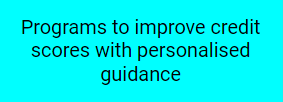 Programs to improve credit
scores with personalised
guidance